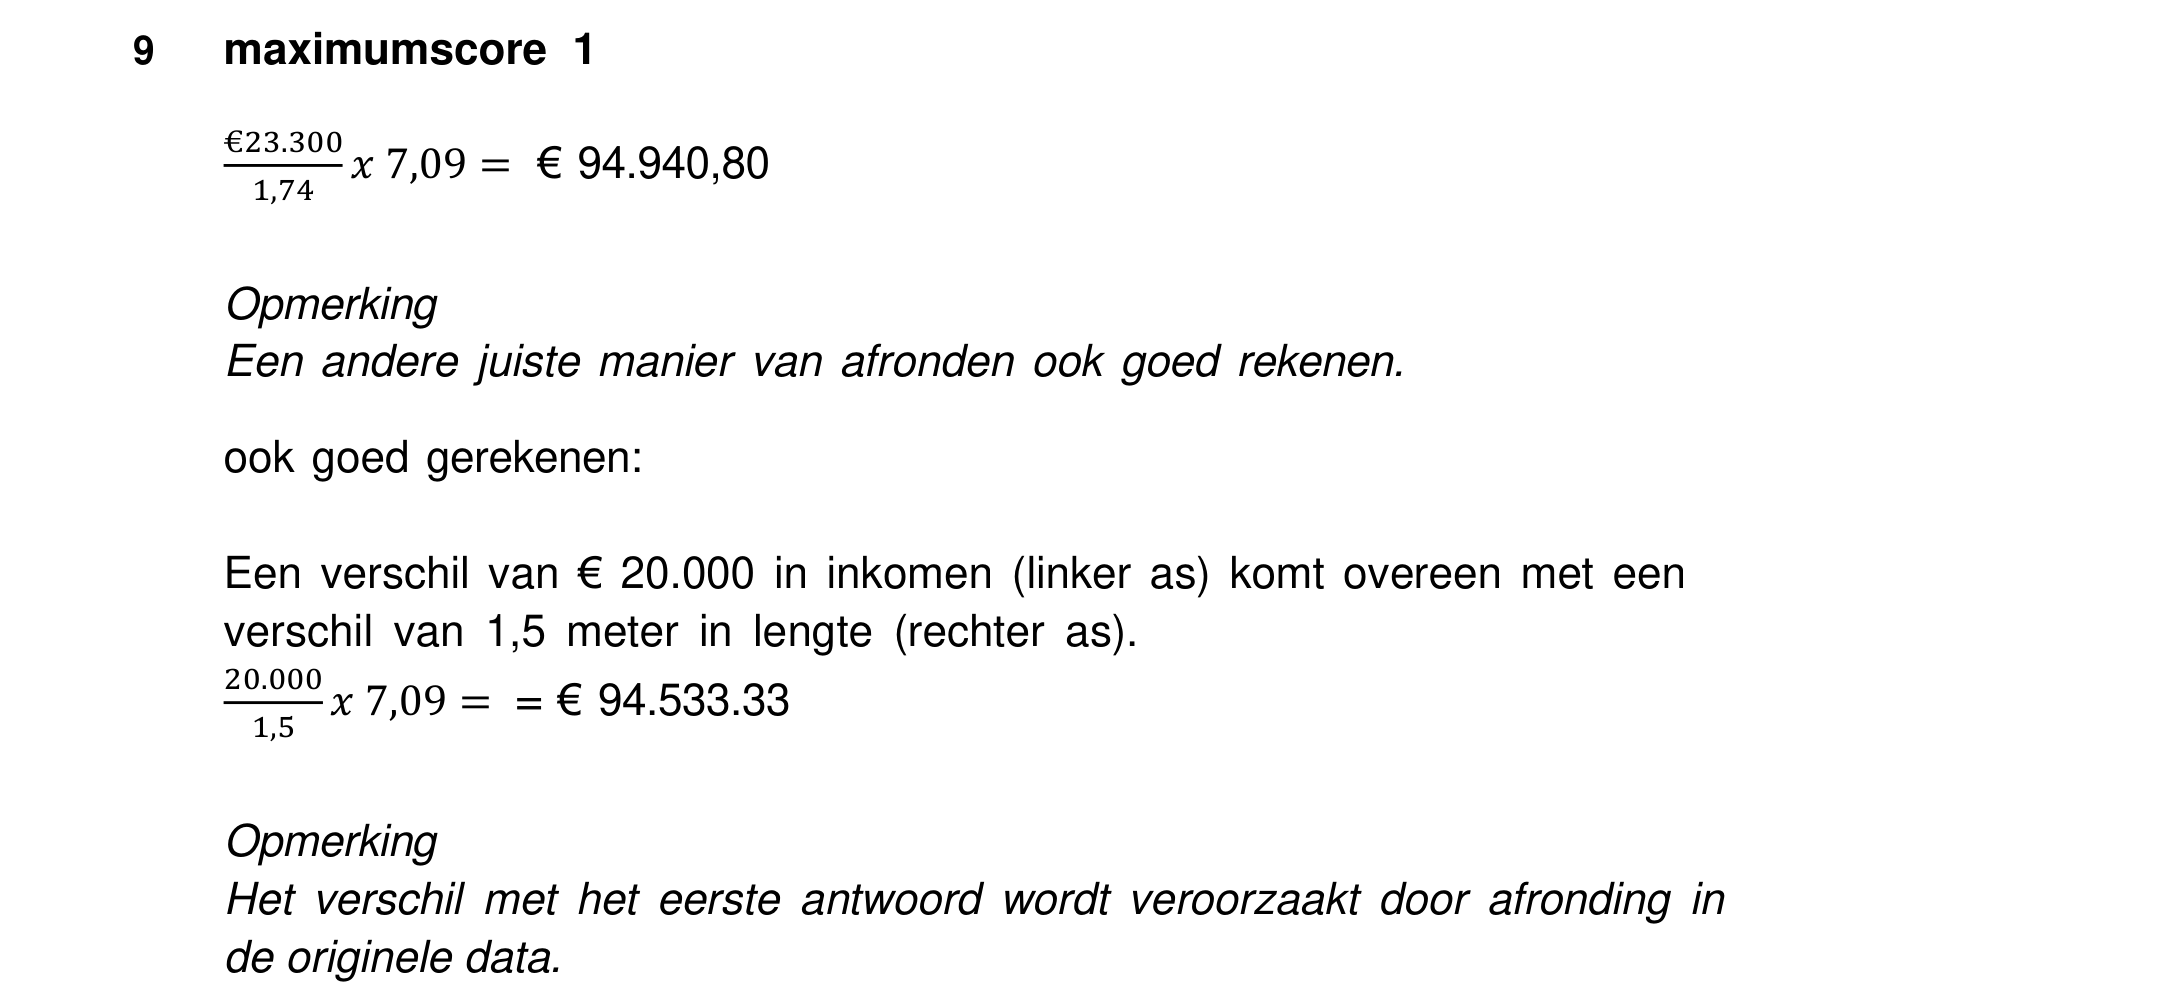 9 maximumscore 1
€23.300/1,74 x 7,09 = € 94.940,80
Opmerking
Een andere juiste manier van afronden ook goed rekenen.
ook goed gerekenen:
Een verschil van € 20.000 in inkomen (linker as) komt overeen met een
verschil van 1,5 meter in lengte (rechter as).
20.000/1,5 x 7,09 = = € 94.533.33
Opmerking
Het verschil met het eerste antwoord wordt veroorzaakt door afronding in
de originele data.